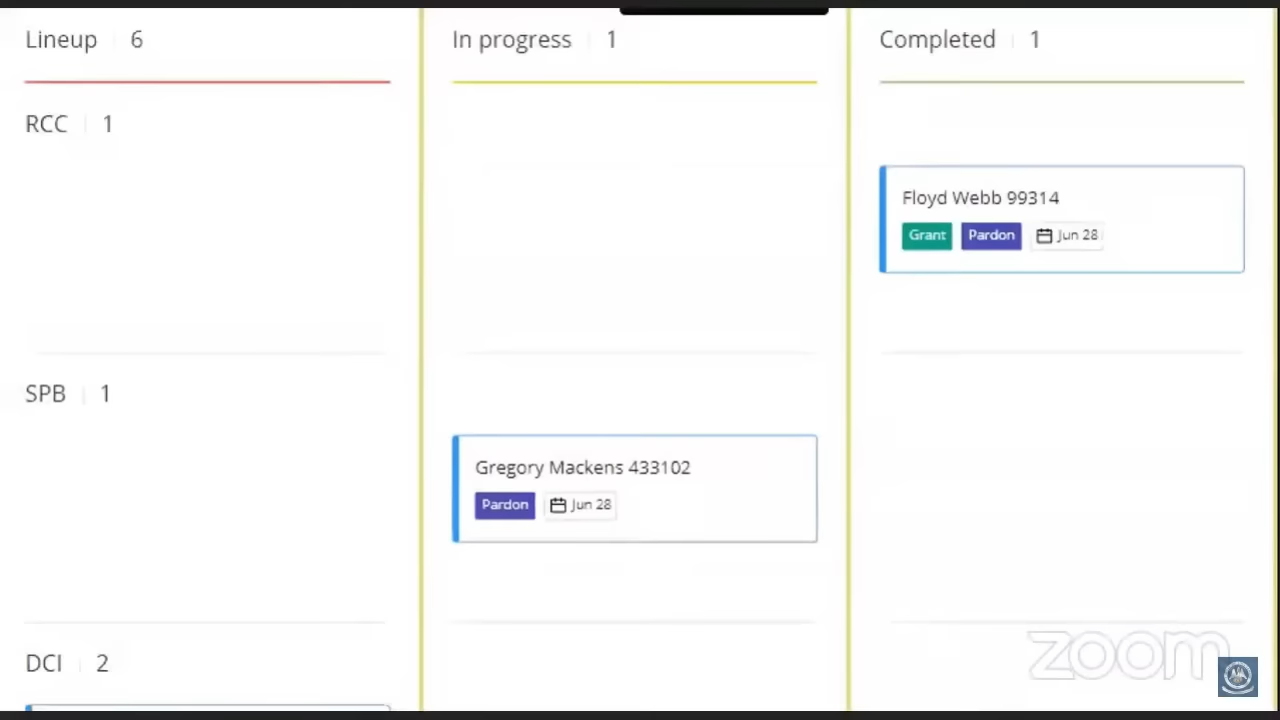 Lineup 6
In progress 1
Completed 1
RCC 1
Floyd Webb 99314
Grant Pardon Jun 28
SPB 1
Gregory Mackens 433102
Pardon Jun 28
DCI 2
zoom